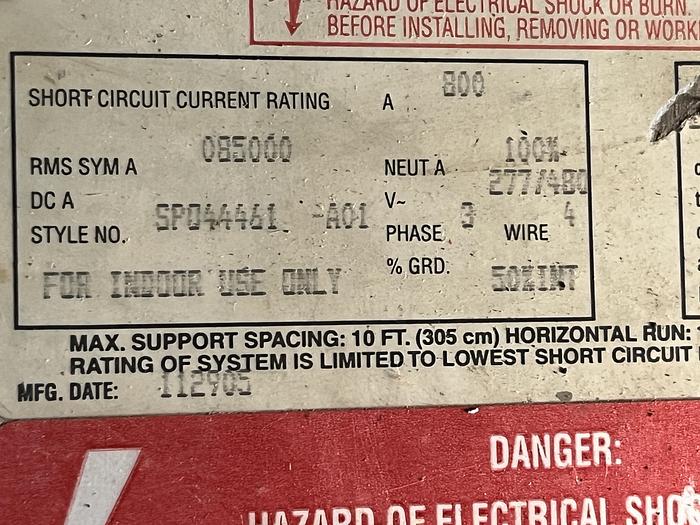 HAZARD OF ELECTRICAL SHOCK OR BURN.
BEFORE INSTALLING, REMOVING OR WORK
SHORT CIRCUIT CURRENT RATING A 800
RMS SYM A 085000 NEUT A 100%
DC A V~ 277/480
STYLE NO. SP044461 -A01 PHASE 3 WIRE 4
FOR INDOOR USE ONLY % GRD. 50%INT
MAX. SUPPORT SPACING: 10 FT. (305 cm) HORIZONTAL RUN:
RATING OF SYSTEM IS LIMITED TO LOWEST SHORT CIRCUIT
MFG. DATE: 112905
DANGER:
HAZARD OF ELECTRICAL SHO